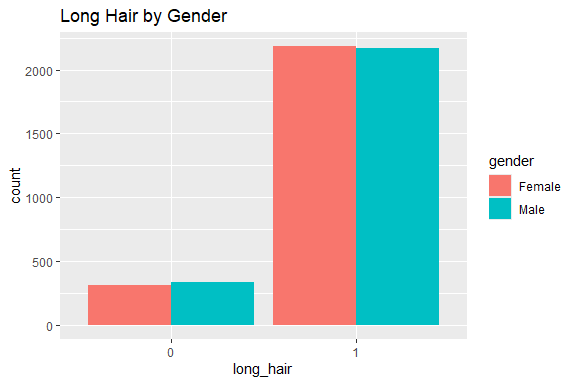 Long Hair by Gender
2000
1500
1000
500
0
count
0 1
long_hair
gender
Female
Male